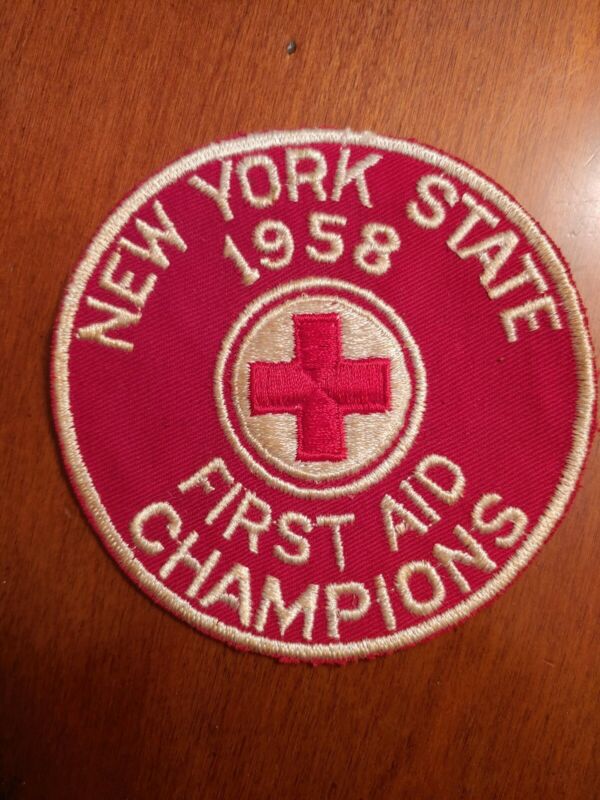 NEW YORK STATE
1958
FIRST AID
CHAMPIONS